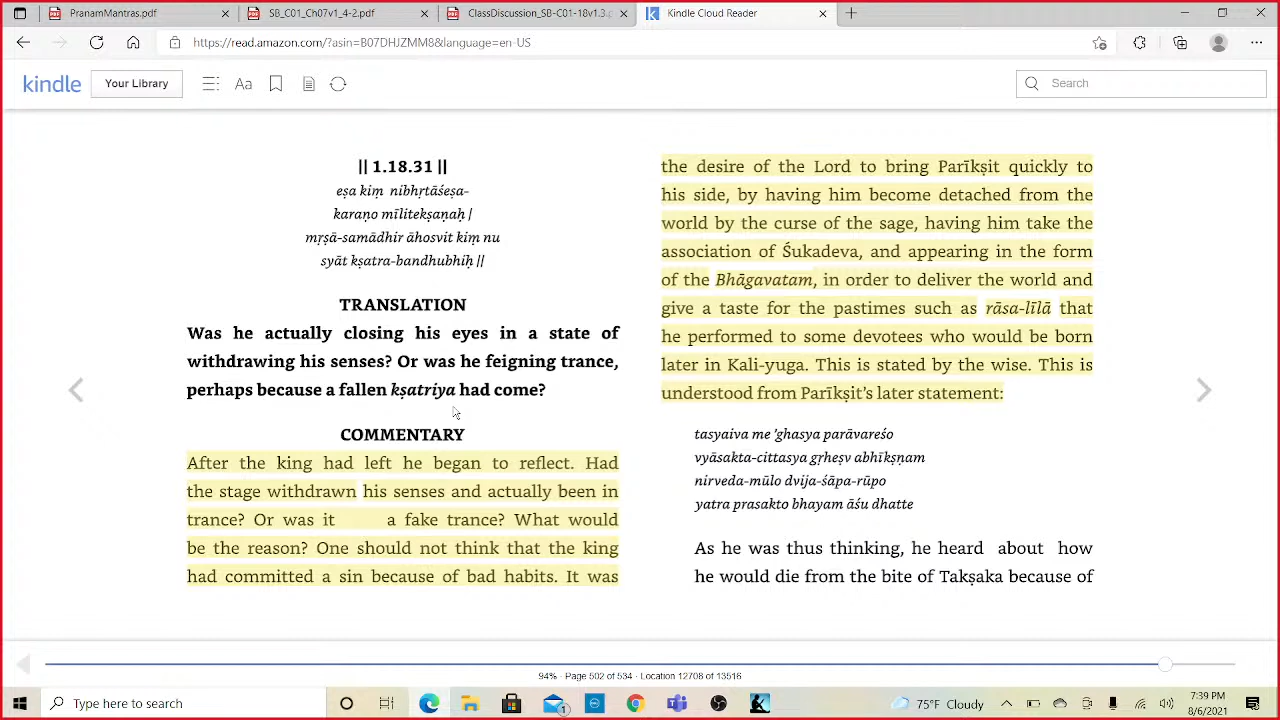 PranamMantras.pdf
SB_C01_Ch07v1_4-2.pdf
ClassDiscussion_SB-C01-18v1.3.p
Kindle Cloud Reader
https://read.amazon.com/?asin=B07DHJZMM8&language=en-US
kindle
Your Library
Aa
Search
|| 1.18.31 ||
eṣa kiṃ nibhṛtāśeṣa-
karaṇo mīlitekṣaṇaḥ |
mṛṣā-samādhir āhosvit kiṃ nu
syāt kṣatra-bandhubhiḥ ||
TRANSLATION
Was he actually closing his eyes in a state of
withdrawing his senses? Or was he feigning trance,
perhaps because a fallen kṣatriya had come?
COMMENTARY
After the king had left he began to reflect. Had
the stage withdrawn his senses and actually been in
trance? Or was it a fake trance? What would
be the reason? One should not think that the king
had committed a sin because of bad habits. It was
the desire of the Lord to bring Parīkṣit quickly to
his side, by having him become detached from the
world by the curse of the sage, having him take the
association of Śukadeva, and appearing in the form
of the Bhāgavatam, in order to deliver the world and
give a taste for the pastimes such as rāsa-līlā that
he performed to some devotees who would be born
later in Kali-yuga. This is stated by the wise. This is
understood from Parīkṣit's later statement:
tasyaiva me 'ghasya parāvareśo
vyāsakta-cittasya gṛheṣv abhīkṣṇam
nirveda-mūlo dvija-śāpa-rūpo
yatra prasakto bhayam āśu dhatte
As he was thus thinking, he heard about how
he would die from the bite of Takṣaka because of
94% · Page 502 of 534 · Location 12708 of 13516
Type here to search
75°F Cloudy
7:39 PM
8/6/2021